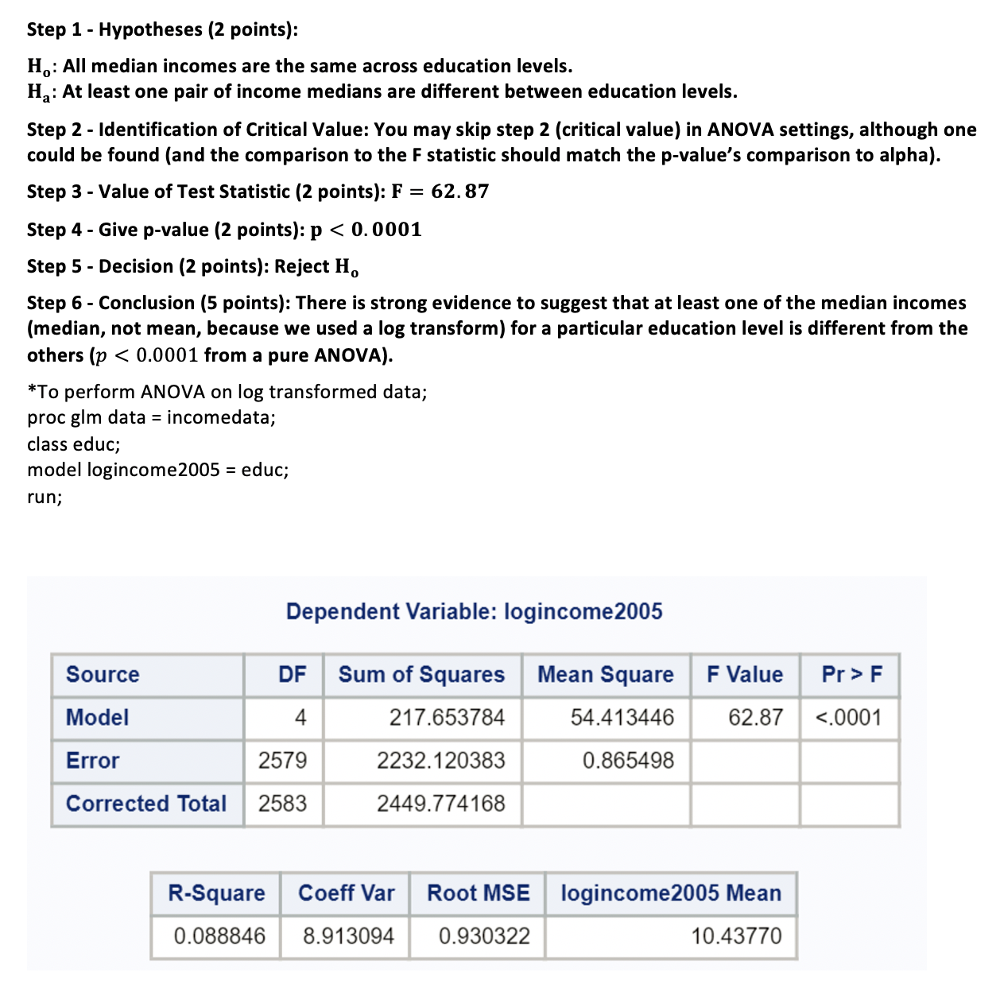 Step 1 - Hypotheses (2 points):
H₀: All median incomes are the same across education levels.
Hₐ: At least one pair of income medians are different between education levels.
Step 2 - Identification of Critical Value: You may skip step 2 (critical value) in ANOVA settings, although one
could be found (and the comparison to the F statistic should match the p-value’s comparison to alpha).
Step 3 - Value of Test Statistic (2 points): F = 62.87
Step 4 - Give p-value (2 points): p < 0.0001
Step 5 - Decision (2 points): Reject H₀
Step 6 - Conclusion (5 points): There is strong evidence to suggest that at least one of the median incomes
(median, not mean, because we used a log transform) for a particular education level is different from the
others (p < 0.0001 from a pure ANOVA).
*To perform ANOVA on log transformed data;
proc glm data = incomedata;
class educ;
model logincome2005 = educ;
run;
Dependent Variable: logincome2005
Source DF Sum of Squares Mean Square F Value Pr > F
Model 4 217.653784 54.413446 62.87 <.0001
Error 2579 2232.120383 0.865498
Corrected Total 2583 2449.774168
R-Square Coeff Var Root MSE logincome2005 Mean
0.088846 8.913094 0.930322 10.43770